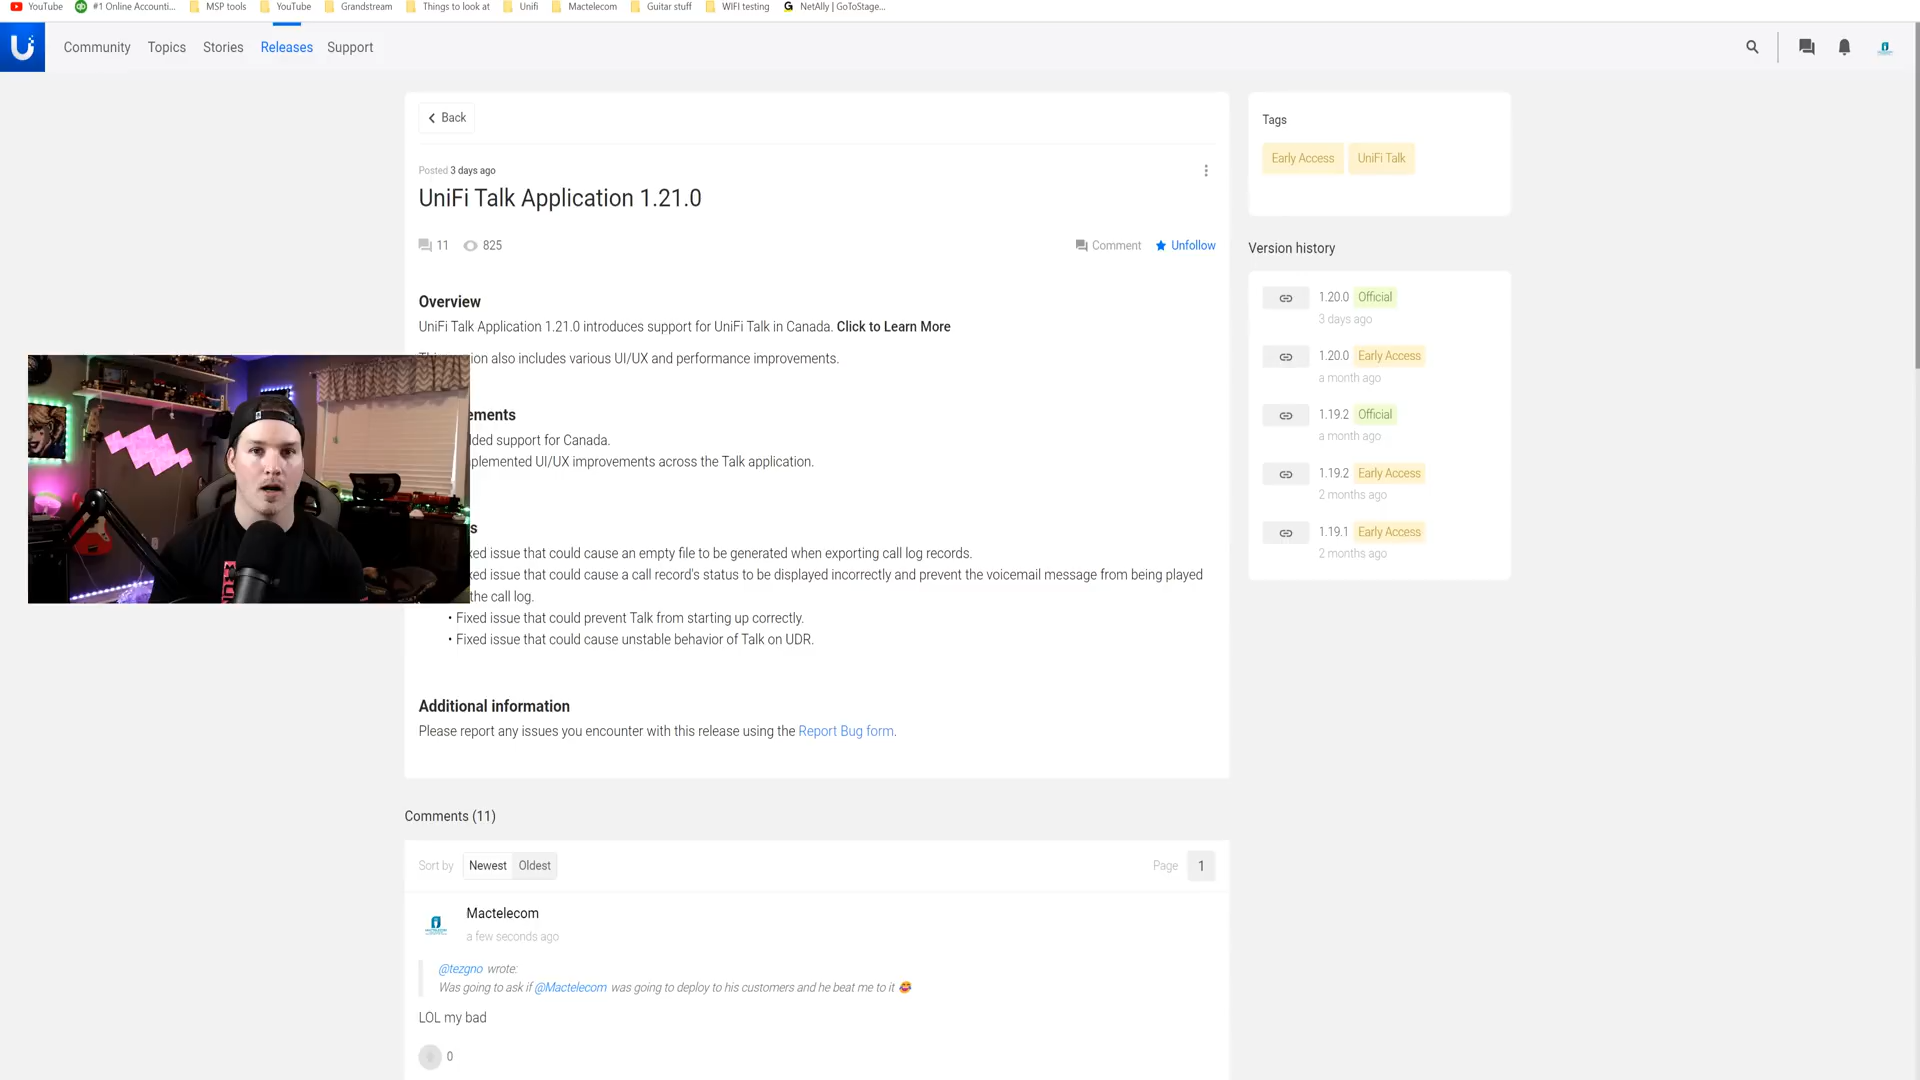 YouTube #1 Online Accounti... MSP tools YouTube Grandstream Things to look at Unifi Mactelecom Guitar stuff WIFI testing NetAlly | GoToStage...
Community Topics Stories Releases Support
Back
Posted 3 days ago
UniFi Talk Application 1.21.0
11 825 Comment Unfollow
Overview
UniFi Talk Application 1.21.0 introduces support for UniFi Talk in Canada. Click to Learn More
ion also includes various UI/UX and performance improvements.
ements
ded support for Canada.
plemented UI/UX improvements across the Talk application.
s
xed issue that could cause an empty file to be generated when exporting call log records.
xed issue that could cause a call record's status to be displayed incorrectly and prevent the voicemail message from being played
the call log.
• Fixed issue that could prevent Talk from starting up correctly.
• Fixed issue that could cause unstable behavior of Talk on UDR.
Additional information
Please report any issues you encounter with this release using the Report Bug form.
Comments (11)
Sort by Newest Oldest Page 1
Mactelecom
a few seconds ago
@tezgno wrote:
Was going to ask if @Mactelecom was going to deploy to his customers and he beat me to it 😂
LOL my bad
0
Tags
Early Access UniFi Talk
Version history
1.20.0 Official
3 days ago
1.20.0 Early Access
a month ago
1.19.2 Official
a month ago
1.19.2 Early Access
2 months ago
1.19.1 Early Access
2 months ago